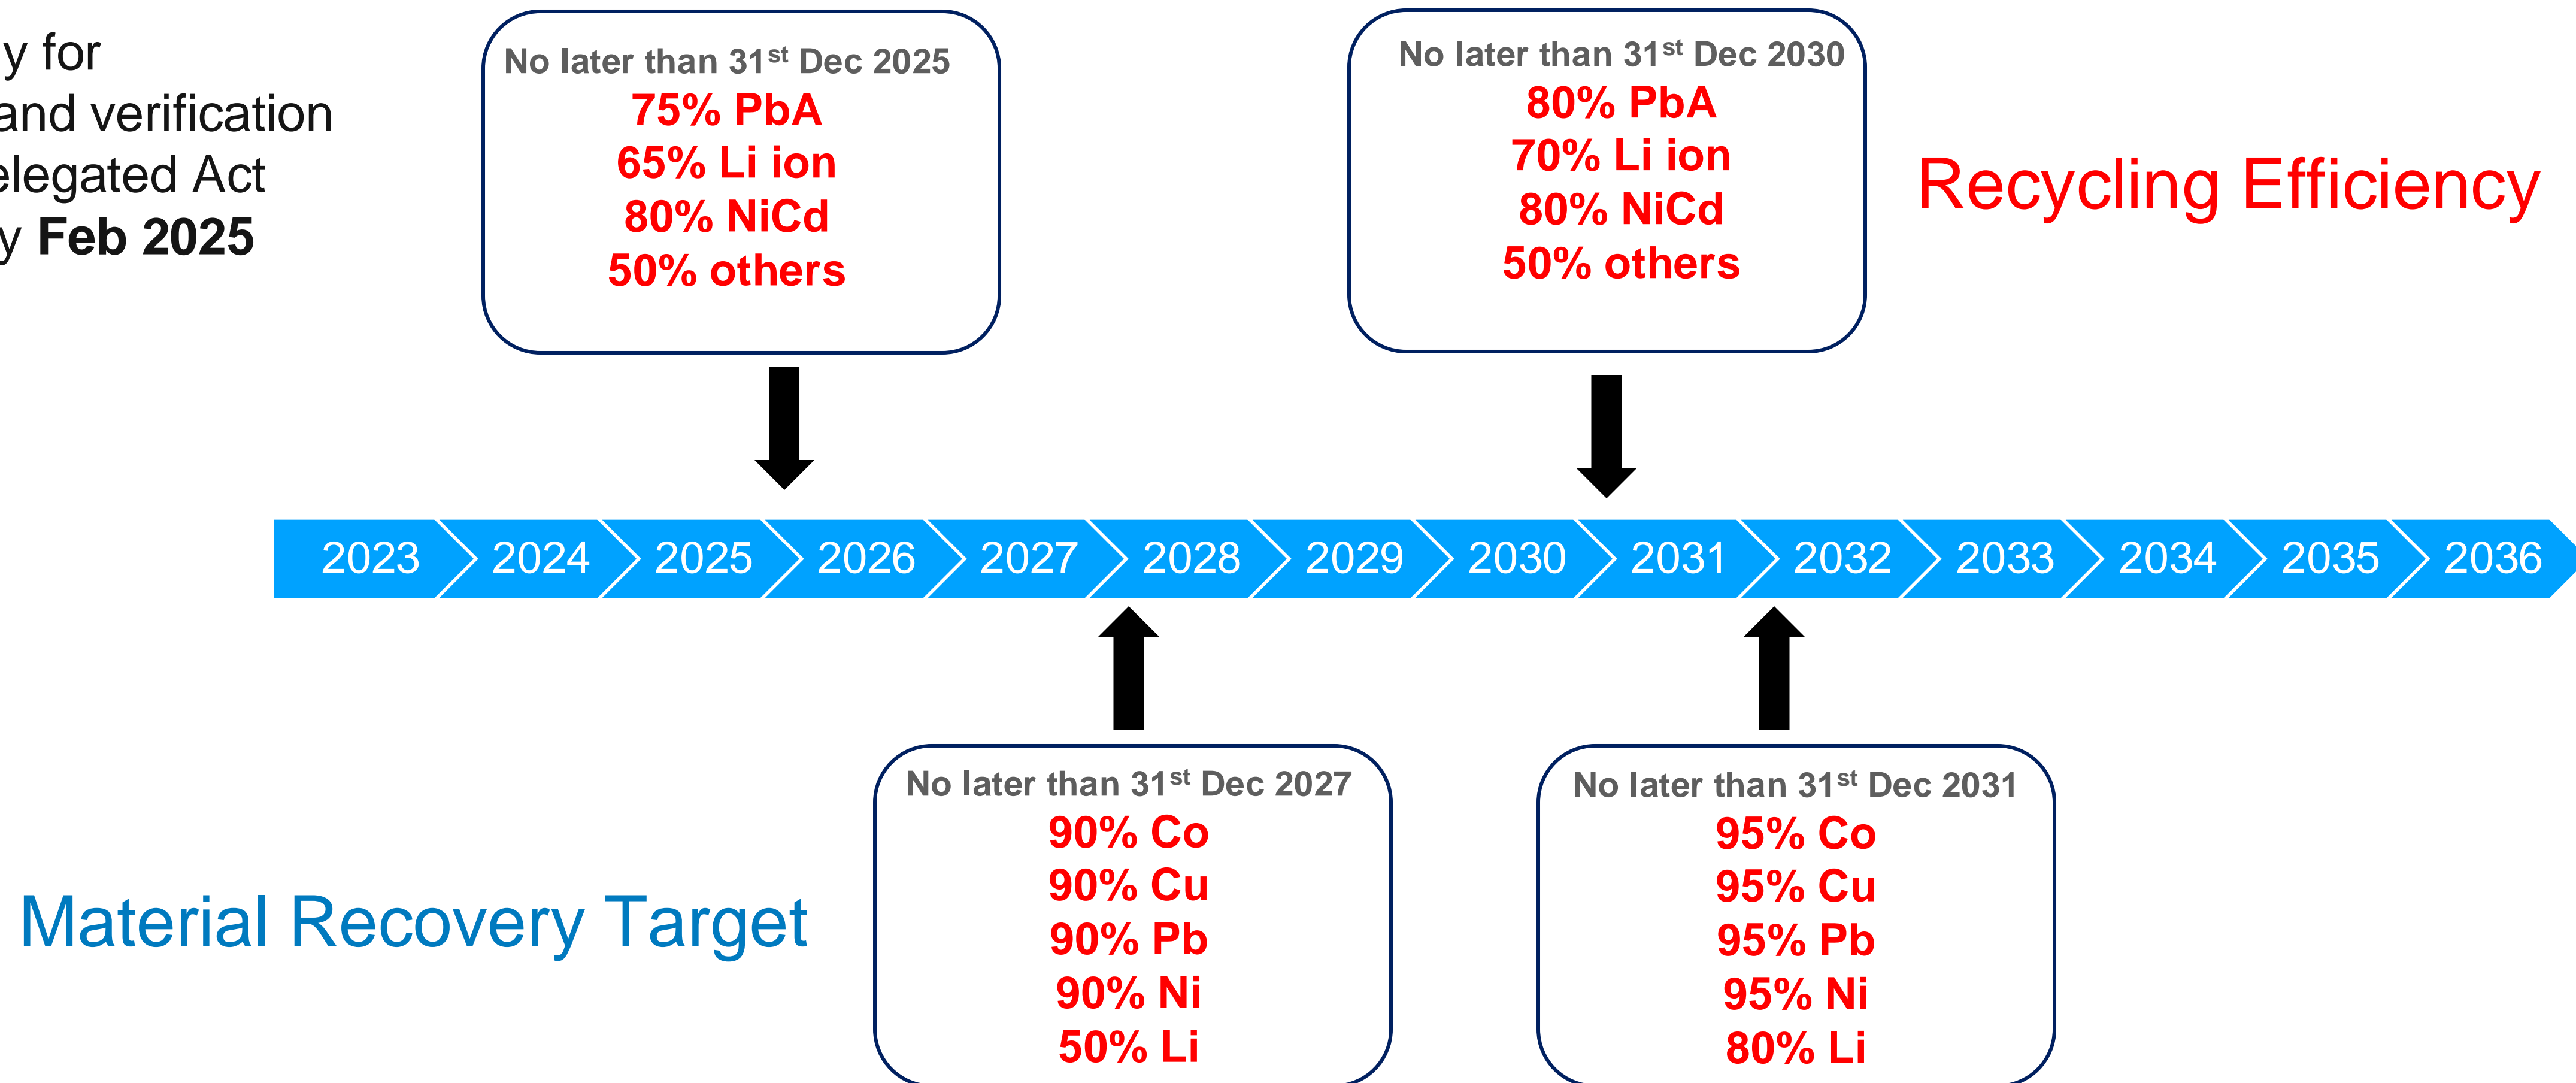 y for
and verification
elegated Act
y Feb 2025
No later than 31st Dec 2025
75% PbA
65% Li ion
80% NiCd
50% others
No later than 31st Dec 2030
80% PbA
70% Li ion
80% NiCd
50% others
Recycling Efficiency
2023 2024 2025 2026 2027 2028 2029 2030 2031 2032 2033 2034 2035 2036
Material Recovery Target
No later than 31st Dec 2027
90% Co
90% Cu
90% Pb
90% Ni
50% Li
No later than 31st Dec 2031
95% Co
95% Cu
95% Pb
95% Ni
80% Li